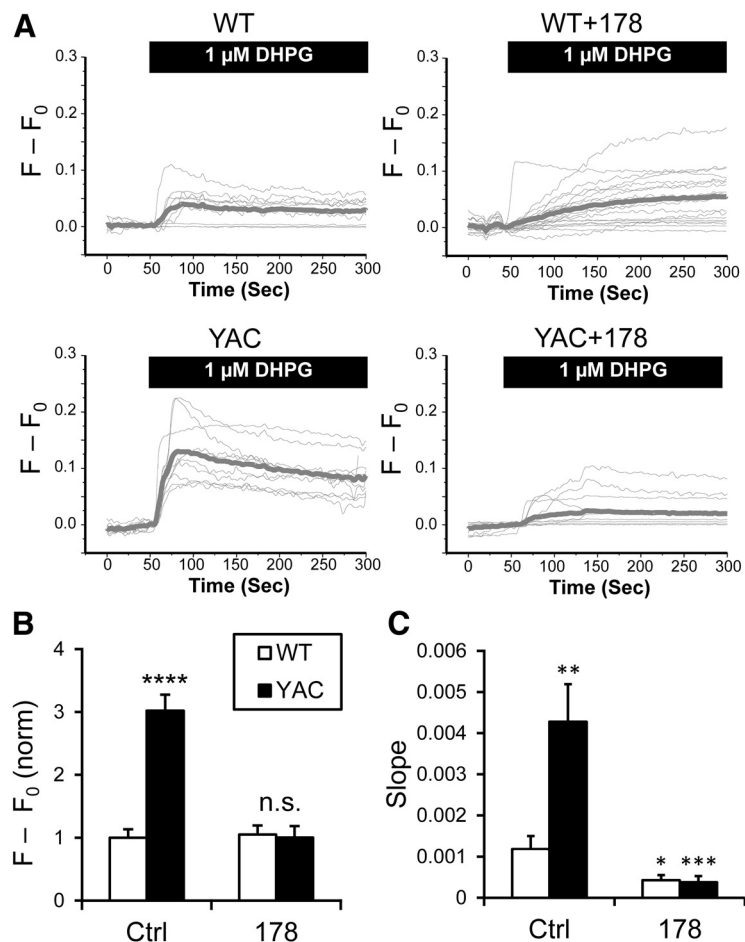 A
WT
1 µM DHPG
0.3
0.2
0.1
0.0
F – F0
0 50 100 150 200 250 300
Time (Sec)
WT+178
1 µM DHPG
0.3
0.2
0.1
0.0
F – F0
0 50 100 150 200 250 300
Time (Sec)
YAC
1 µM DHPG
0.3
0.2
0.1
0.0
F – F0
0 50 100 150 200 250 300
Time (Sec)
YAC+178
1 µM DHPG
0.3
0.2
0.1
0.0
F – F0
0 50 100 150 200 250 300
Time (Sec)
B
4
3
2
1
0
F – F0 (norm)
WT
YAC
****
n.s.
Ctrl 178
C
0.006
0.005
0.004
0.003
0.002
0.001
0
Slope
**
* ***
Ctrl 178